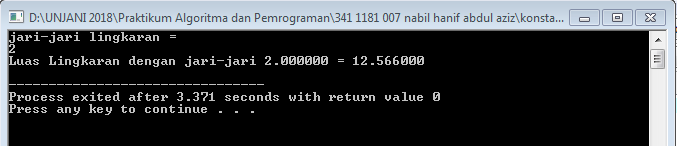 D:\UNJANI 2018\Praktikum Algoritma dan Pemrograman\341 1181 007 nabil hanif abdul aziz\konsta...
jari-jari lingkaran =
2
Luas Lingkaran dengan jari-jari 2.000000 = 12.566000
--------------------------------
Process exited after 3.371 seconds with return value 0
Press any key to continue . . .